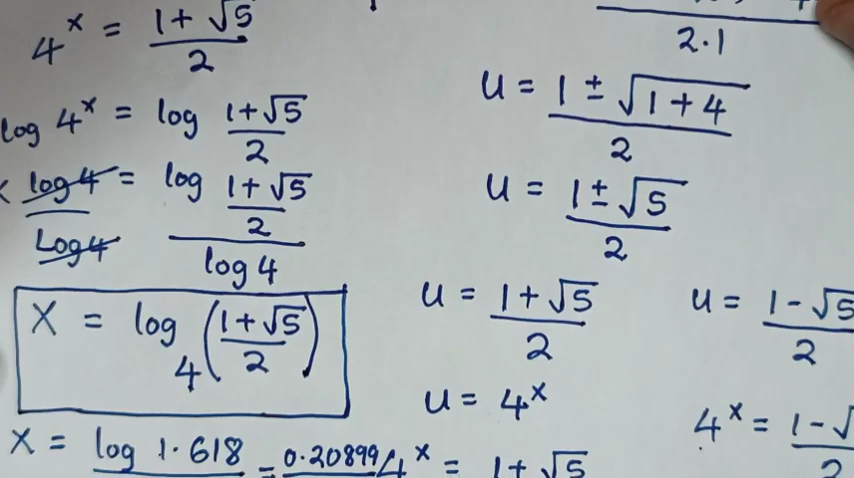 4^x = (1+√5)/2
log 4^x = log (1+√5)/2
log4/Log4 = (log (1+√5)/2)/(log 4)
X = log_4((1+√5)/2)
X = log 1.618 = 0.20899
2.1
u = (1±√(1+4))/2
u = (1±√5)/2
u = (1+√5)/2
u = 4^x
4^x = 1+√5
u = (1-√5)/2
4^x = (1-√)/2